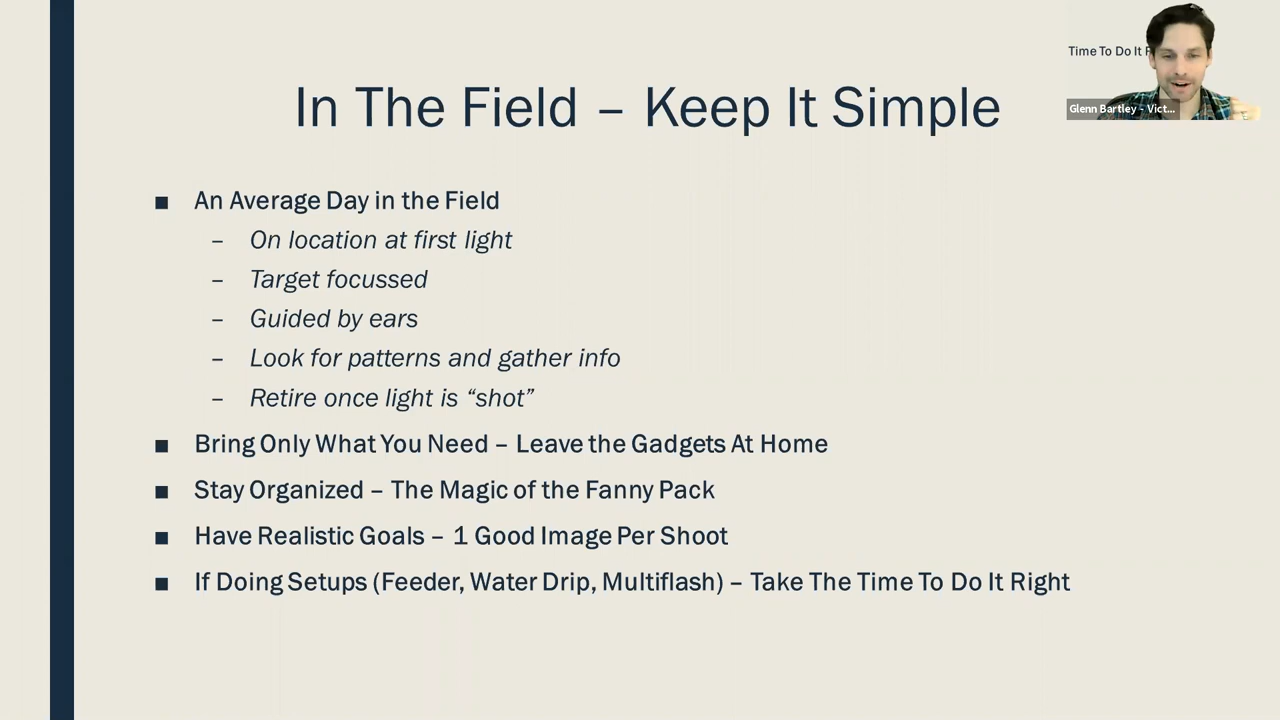 Time To Do It
Glenn Bartley - Vict...
In The Field – Keep It Simple
■ An Average Day in the Field
– On location at first light
– Target focussed
– Guided by ears
– Look for patterns and gather info
– Retire once light is “shot”
■ Bring Only What You Need – Leave the Gadgets At Home
■ Stay Organized – The Magic of the Fanny Pack
■ Have Realistic Goals – 1 Good Image Per Shoot
■ If Doing Setups (Feeder, Water Drip, Multiflash) – Take The Time To Do It Right